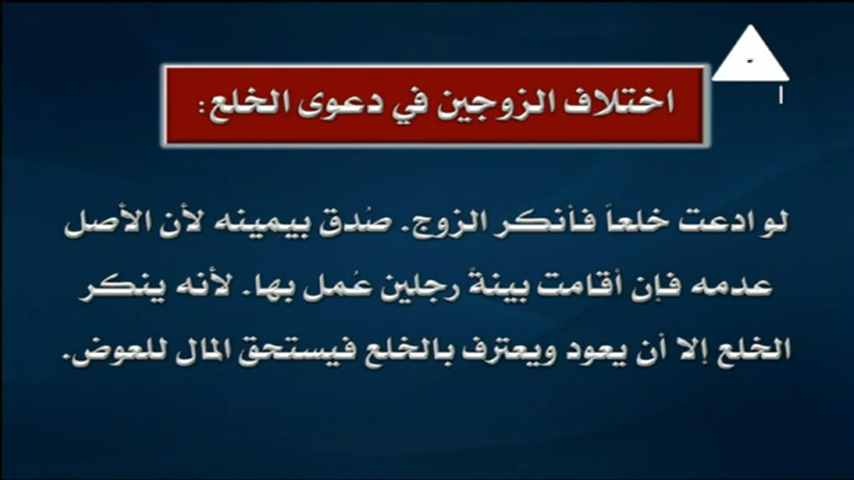 اختلاف الزوجين في دعوى الخلع:
لو ادعت خلعاً فأنكر الزوج. صُدق بيمينه لأن الأصل
عدمه فإن أقامت بينةً رجلين عُمل بها. لأنه ينكر
الخلع إلا أن يعود ويعترف بالخلع فيستحق المال للعوض.